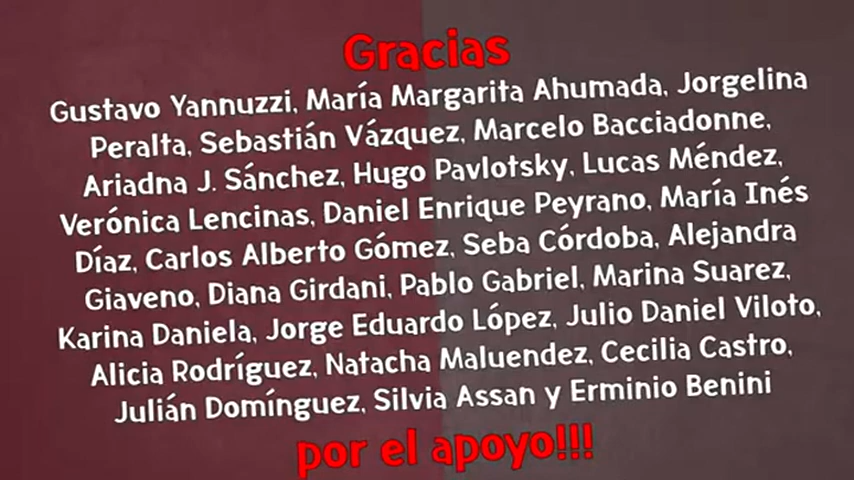 Gracias
Gustavo Yannuzzi, María Margarita Ahumada, Jorgelina
Peralta, Sebastián Vázquez, Marcelo Bacciadonne,
Ariadna J. Sánchez, Hugo Pavlotsky, Lucas Méndez,
Verónica Lencinas, Daniel Enrique Peyrano, María Inés
Díaz, Carlos Alberto Gómez, Seba Córdoba, Alejandra
Giaveno, Diana Girdani, Pablo Gabriel, Marina Suarez,
Karina Daniela, Jorge Eduardo López, Julio Daniel Viloto,
Alicia Rodríguez, Natacha Maluendez, Cecilia Castro,
Julián Domínguez, Silvia Assan y Erminio Benini
por el apoyo!!!